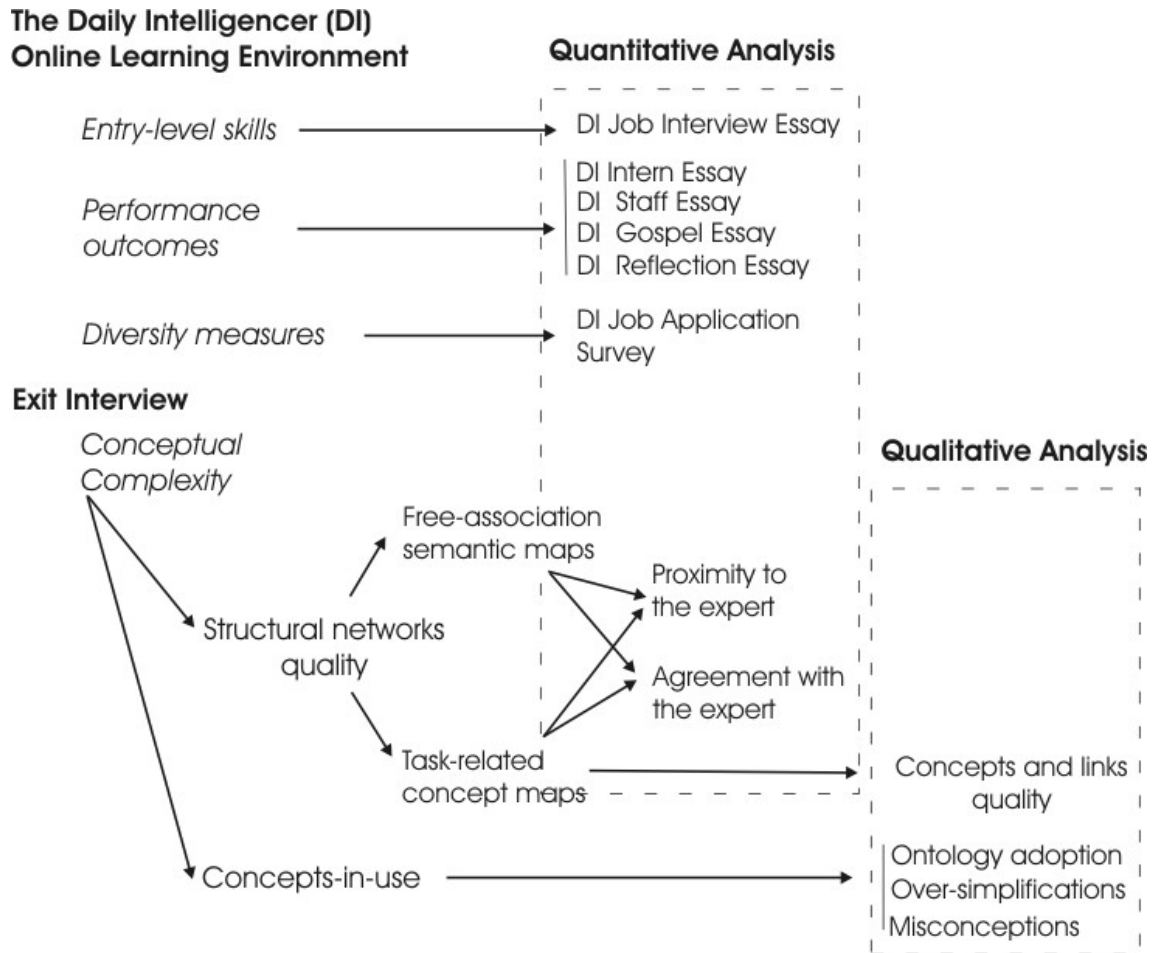 The Daily Intelligencer (DI)
Online Learning Environment
Quantitative Analysis
Entry-level skills
DI Job Interview Essay
Performance
outcomes
DI Intern Essay
DI Staff Essay
DI Gospel Essay
DI Reflection Essay
Diversity measures
DI Job Application
Survey
Exit Interview
Conceptual
Complexity
Qualitative Analysis
Free-association
semantic maps
Proximity to
the expert
Structural networks
quality
Agreement with
the expert
Task-related
concept maps
Concepts and links
quality
Concepts-in-use
Ontology adoption
Over-simplifications
Misconceptions